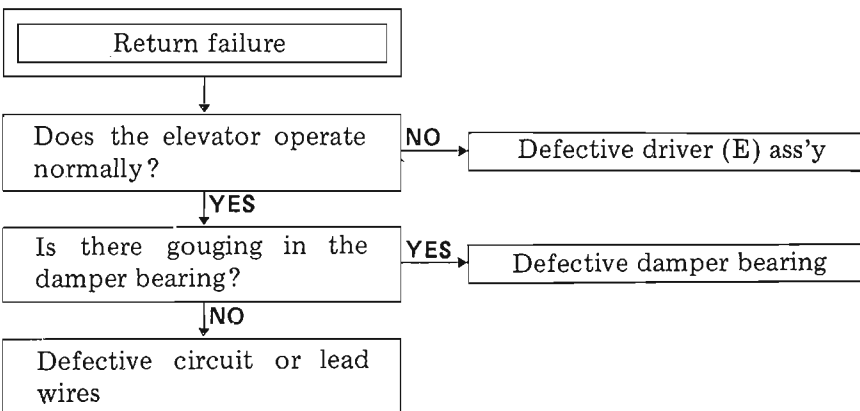 Return failure
Does the elevator operate
normally?
NO
Defective driver (E) ass'y
YES
Is there gouging in the
damper bearing?
YES
Defective damper bearing
NO
Defective circuit or lead
wires